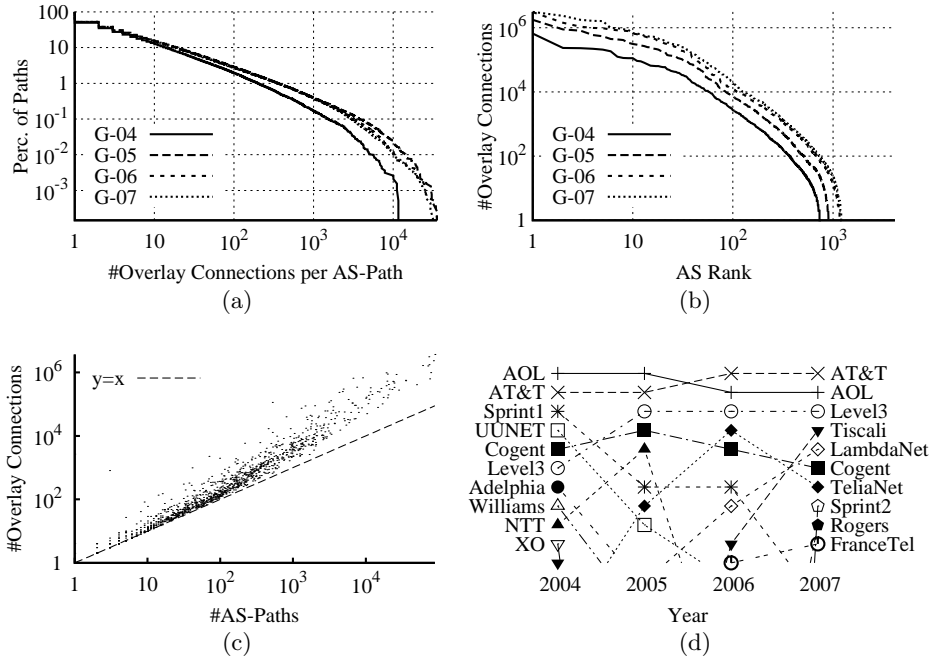 100
10
1
10^-1
10^-2
10^-3
Perc. of Paths
G-04
G-05
G-06
G-07
1 10 10^2 10^3 10^4
#Overlay Connections per AS-Path
(a)
10^6
10^4
10^2
1
#Overlay Connections
G-04
G-05
G-06
G-07
1 10 10^2 10^3
AS Rank
(b)
10^6
10^4
10^2
1
#Overlay Connections
y=x
1 10 10^2 10^3 10^4
#AS-Paths
(c)
AOL
AT&T
Sprint1
UUNET
Cogent
Level3
Adelphia
Williams
NTT
XO
AT&T
AOL
Level3
Tiscali
LambdaNet
Cogent
TeliaNet
Sprint2
Rogers
FranceTel
2004 2005 2006 2007
Year
(d)